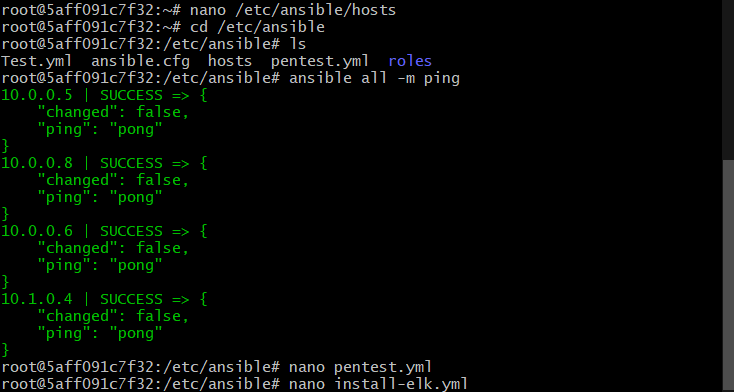 root@5aff091c7f32:~# nano /etc/ansible/hosts
root@5aff091c7f32:~# cd /etc/ansible
root@5aff091c7f32:/etc/ansible# ls
Test.yml  ansible.cfg  hosts  pentest.yml  roles
root@5aff091c7f32:/etc/ansible# ansible all -m ping
10.0.0.5 | SUCCESS => {
    "changed": false,
    "ping": "pong"
}
10.0.0.8 | SUCCESS => {
    "changed": false,
    "ping": "pong"
}
10.0.0.6 | SUCCESS => {
    "changed": false,
    "ping": "pong"
}
10.1.0.4 | SUCCESS => {
    "changed": false,
    "ping": "pong"
}
root@5aff091c7f32:/etc/ansible# nano pentest.yml
root@5aff091c7f32:/etc/ansible# nano install-elk.yml